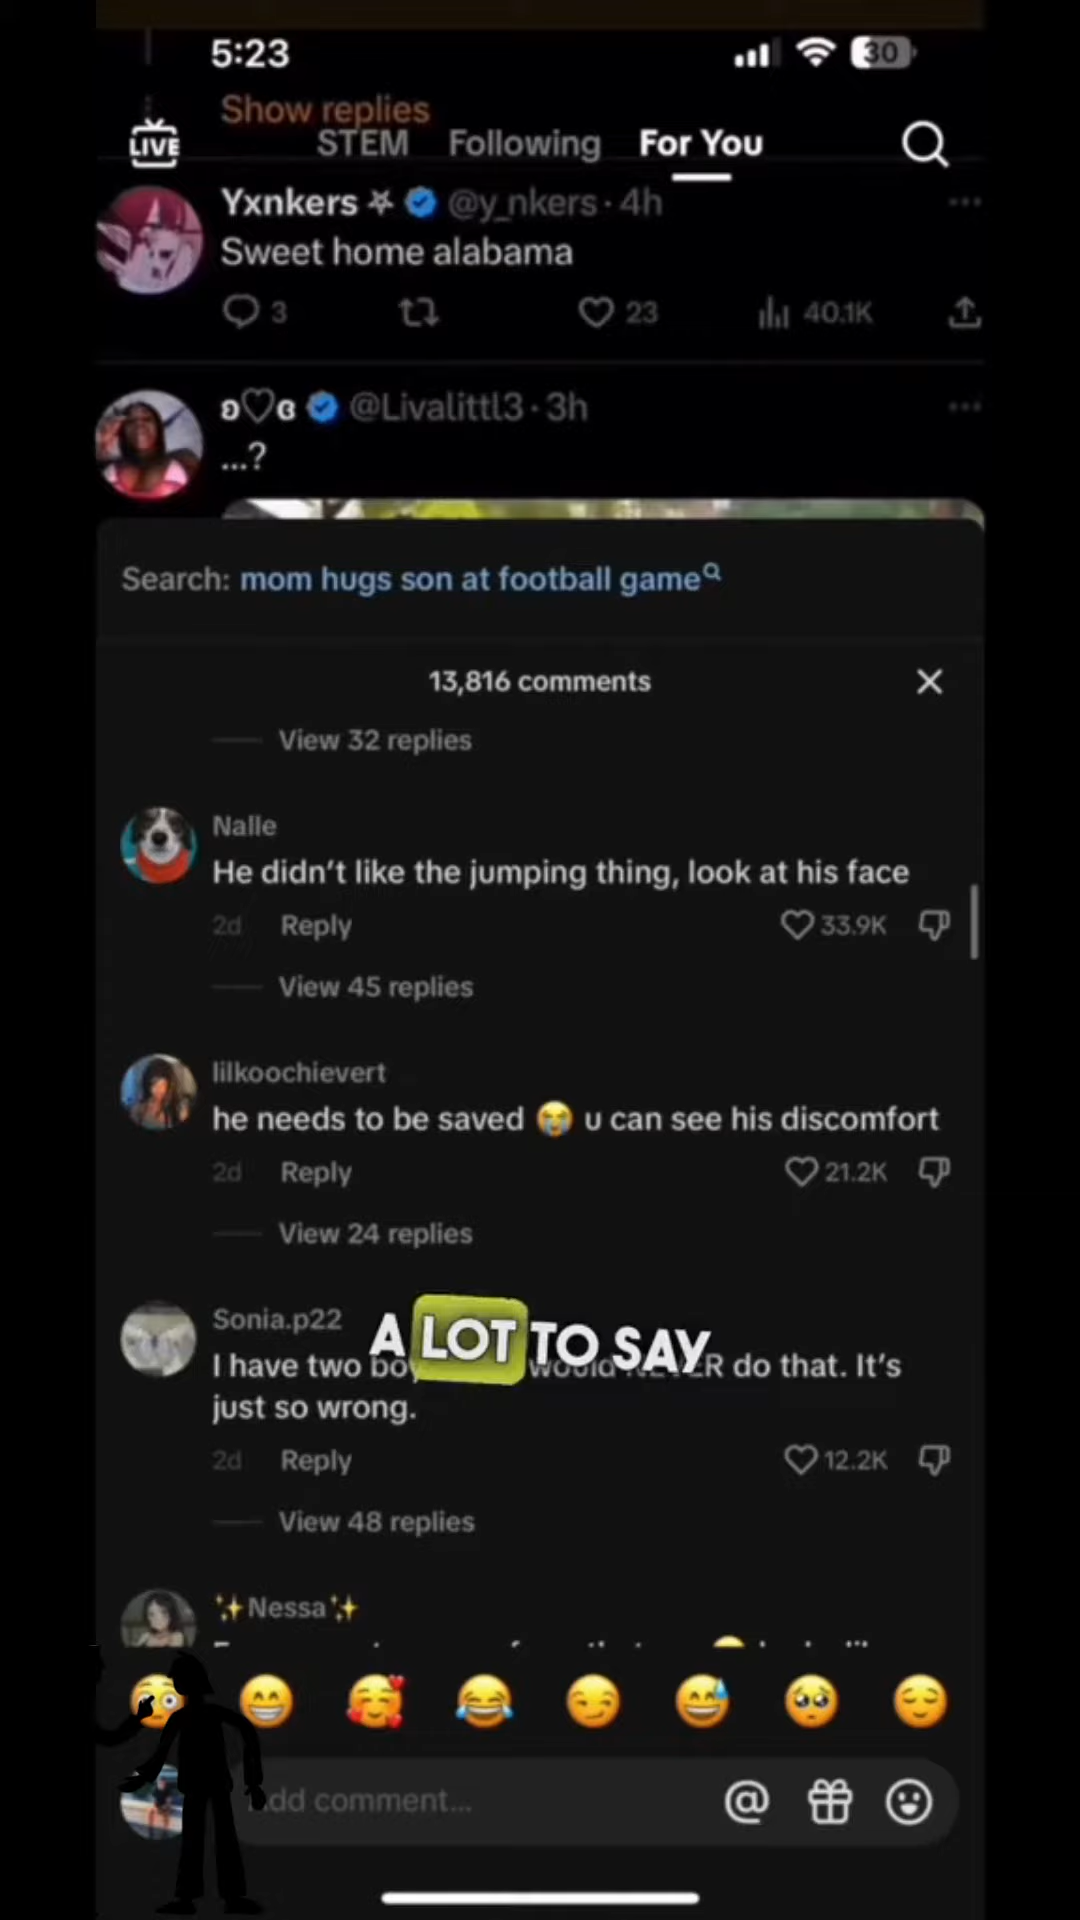 5:23
30
Show replies
LIVE
STEM Following For You
Yxnkers @y_nkers · 4h
Sweet home alabama
3 23 40.1K
ʚ♡ɞ @Livalittl3 · 3h
...?
Search: mom hugs son at football game
13,816 comments
View 32 replies
Nalle
He didn't like the jumping thing, look at his face
2d Reply 33.9K
View 45 replies
lilkoochievert
he needs to be saved 😭 u can see his discomfort
2d Reply 21.2K
View 24 replies
Sonia.p22
A LOT TO SAY
I have two do that. It's
just so wrong.
2d Reply 12.2K
View 48 replies
✨Nessa✨
dd comment...